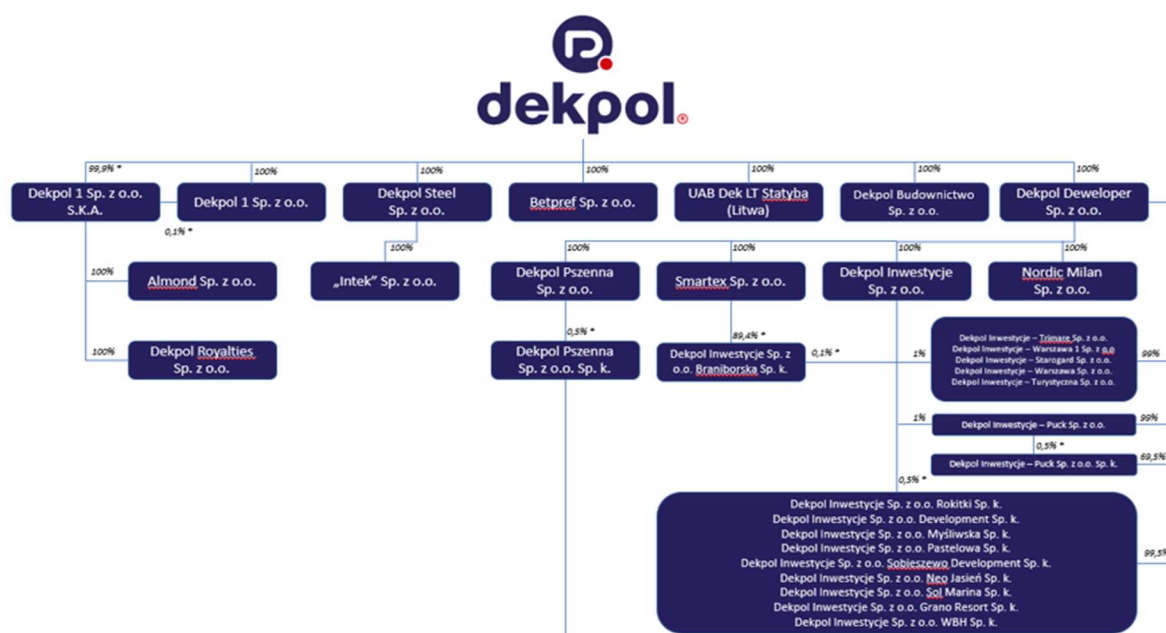 dekpol®
99,9% *
100%
100%
100%
100%
100%
100%
Dekpol 1 Sp. z o.o.
S.K.A.
Dekpol 1 Sp. z o.o.
Dekpol Steel
Sp. z o.o.
Betpref Sp. z o.o.
UAB Dek LT Statyba
(Litwa)
Dekpol Budownictwo
Sp. z o.o.
Dekpol Deweloper
Sp. z o.o.
0,1% *
100%
100%
100%
100%
100%
100%
Almond Sp. z o.o.
„Intek” Sp. z o.o.
Dekpol Pszenna
Sp. z o.o.
Smartex Sp. z o.o.
Dekpol Inwestycje
Sp. z o.o.
Nordic Milan
Sp. z o.o.
0,5% *
89,4% *
100%
Dekpol Royalties
Sp. z o.o.
Dekpol Pszenna
Sp. z o.o. Sp. k.
Dekpol Inwestycje Sp. z
o.o. Braniborska Sp. k.
0,1% *
1%
Dekpol Inwestycje – Trimare Sp. z o.o.
Dekpol Inwestycje – Warszawa 1 Sp. z o.o
Dekpol Inwestycje – Starogard Sp. z o.o.
Dekpol Inwestycje – Warszawa Sp. z o.o.
Dekpol Inwestycje – Turystyczna Sp. z o.o.
99%
1%
Dekpol Inwestycje – Puck Sp. z o.o.
99%
0,5% *
Dekpol Inwestycje – Puck Sp. z o.o. Sp. k.
69,5%
0,5% *
Dekpol Inwestycje Sp. z o.o. Rokitki Sp. k.
Dekpol Inwestycje Sp. z o.o. Development Sp. k.
Dekpol Inwestycje Sp. z o.o. Myśliwska Sp. k.
Dekpol Inwestycje Sp. z o.o. Pastelowa Sp. k.
Dekpol Inwestycje Sp. z o.o. Sobieszewo Development Sp. k.
Dekpol Inwestycje Sp. z o.o. Neo Jasień Sp. k.
Dekpol Inwestycje Sp. z o.o. Sol Marina Sp. k.
Dekpol Inwestycje Sp. z o.o. Grano Resort Sp. k.
Dekpol Inwestycje Sp. z o.o. WBH Sp. k.
99,5%